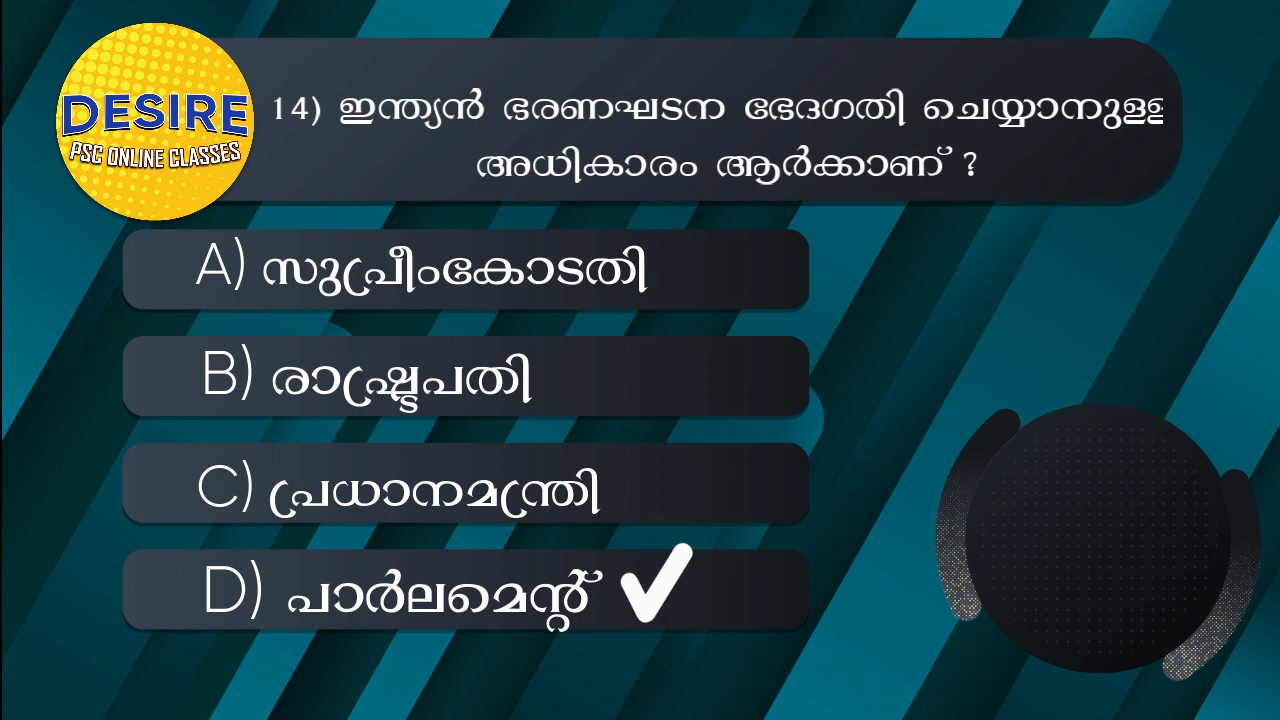 DESIRE
PSC ONLINE CLASSES
14) ഇന്ത്യൻ ഭരണഘടന ഭേദഗതി ചെയ്യാനുള്ള
അധികാരം ആർക്കാണ് ?
A) സുപ്രീംകോടതി
B) രാഷ്ട്രപതി
C) പ്രധാനമന്ത്രി
D) പാർലമെന്റ്